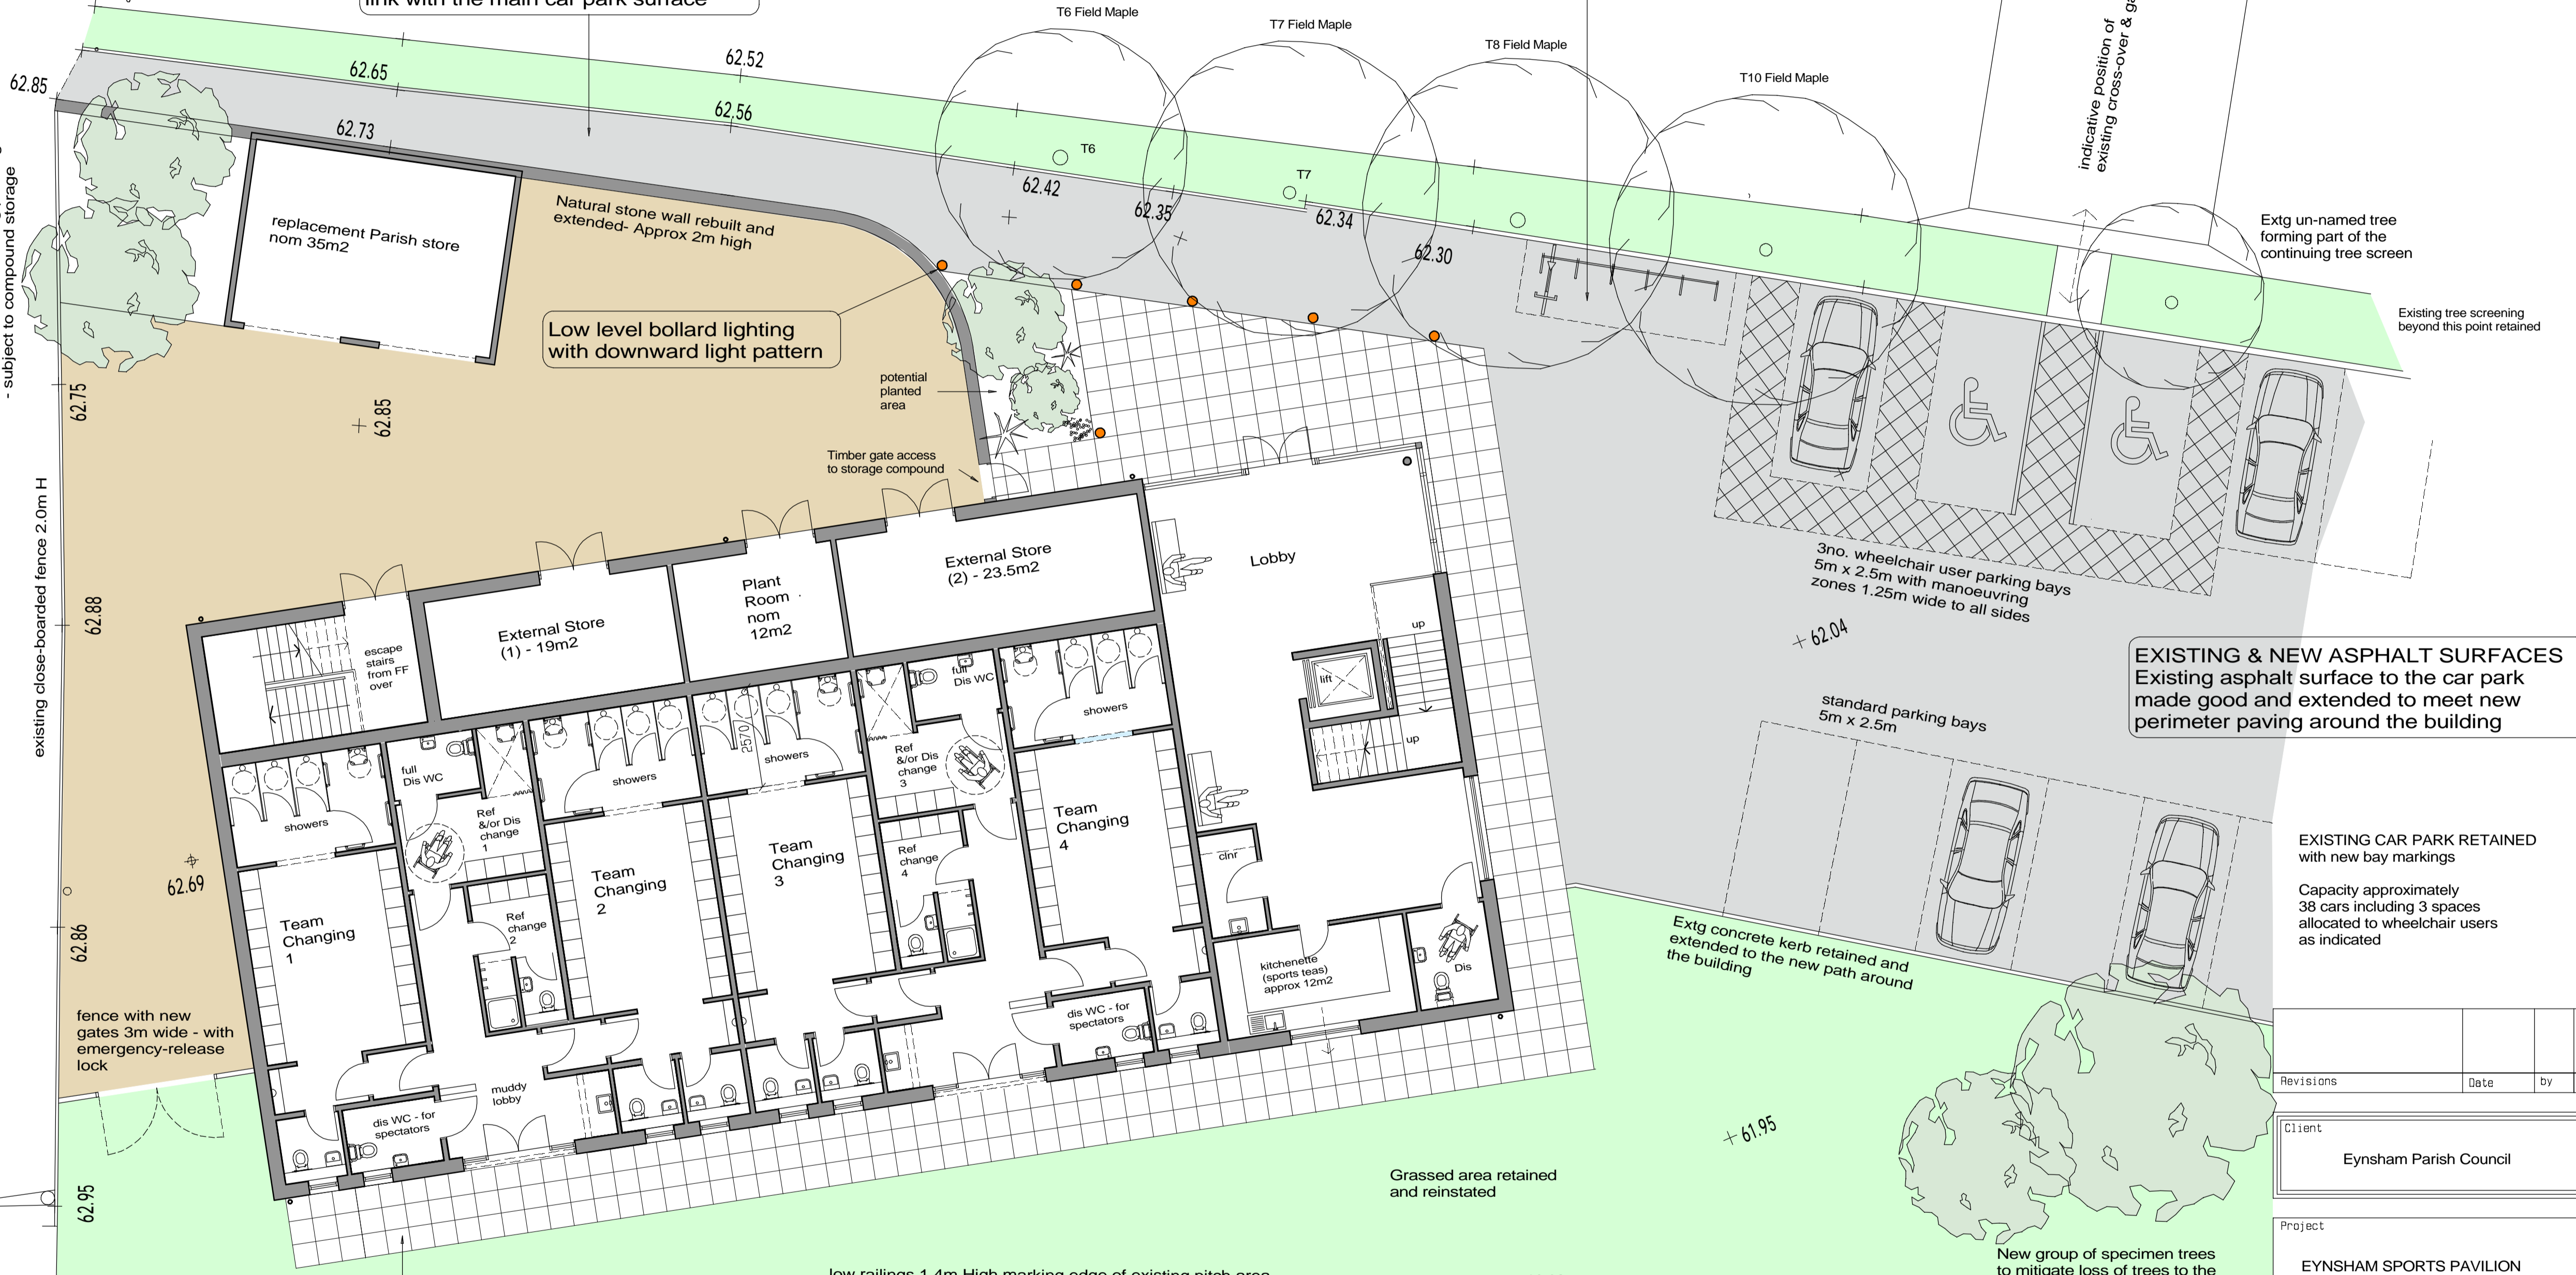 link with the main car park surface
T6 Field Maple
T7 Field Maple
T8 Field Maple
T10 Field Maple
indicative position of
existing cross-over &
62.85
62.65
62.52
62.73
62.56
62.42
62.35
62.34
62.30
T6
T7
- subject to compound storage
replacement Parish store
nom 35m2
Natural stone wall rebuilt and
extended- Approx 2m high
Low level bollard lighting
with downward light pattern
potential
planted
area
Timber gate access
to storage compound
Extg un-named tree
forming part of the
continuing tree screen
Existing tree screening
beyond this point retained
62.75
62.85
existing close-boarded fence 2.0m H
62.88
62.69
62.86
62.95
3no. wheelchair user parking bays
5m x 2.5m with manoeuvring
zones 1.25m wide to all sides
62.04
standard parking bays
5m x 2.5m
EXISTING & NEW ASPHALT SURFACES
Existing asphalt surface to the car park
made good and extended to meet new
perimeter paving around the building
EXISTING CAR PARK RETAINED
with new bay markings
Capacity approximately
38 cars including 3 spaces
allocated to wheelchair users
as indicated
escape
stairs
from FF
over
External Store
(1) - 19m2
Plant
Room
nom
12m2
External Store
(2) - 23.5m2
Lobby
up
lift
up
showers
full
Dis WC
Ref
&/or Dis
change
1
showers
2570
showers
full
Dis WC
Ref
&/or Dis
change
3
showers
Team
Changing
1
Ref
change
2
Team
Changing
2
Team
Changing
3
Ref
change
4
Team
Changing
4
clnr
kitchenette
(sports teas)
approx 12m2
Dis
dis WC - for
spectators
muddy
lobby
dis WC - for
spectators
fence with new
gates 3m wide - with
emergency-release
lock
Extg concrete kerb retained and
extended to the new path around
the building
61.95
Grassed area retained
and reinstated
low railings 1.4m High marking edge of existing pitch area
New group of specimen trees
to mitigate loss of trees to the
Revisions
Date
by
Client
Eynsham Parish Council
Project
EYNSHAM SPORTS PAVILION